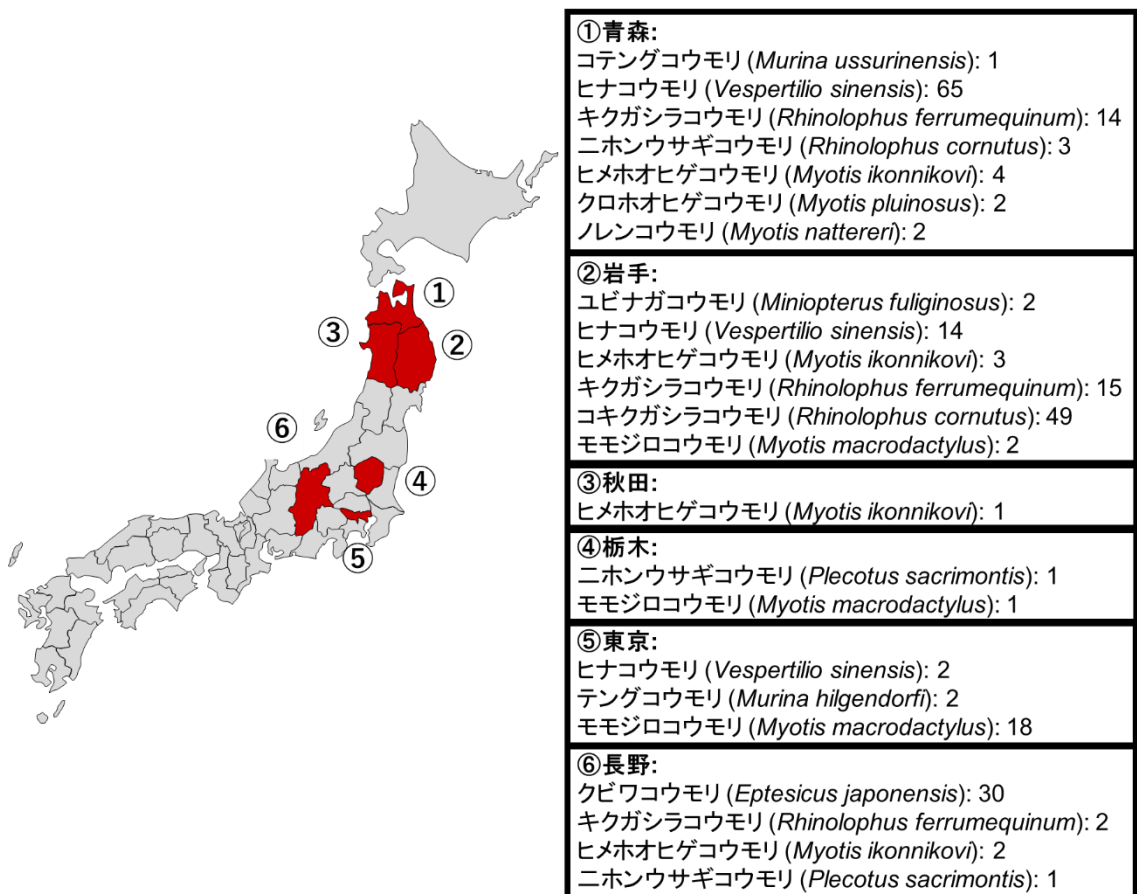 ①
③
②
⑥
④
⑤
①青森:
コテングコウモリ (Murina ussurinensis): 1
ヒナコウモリ (Vespertilio sinensis): 65
キクガシラコウモリ (Rhinolophus ferrumequinum): 14
ニホンウサギコウモリ (Rhinolophus cornutus): 3
ヒメホオヒゲコウモリ (Myotis ikonnikovi): 4
クロホオヒゲコウモリ (Myotis pluinosus): 2
ノレンコウモリ (Myotis nattereri): 2
②岩手:
ユビナガコウモリ (Miniopterus fuliginosus): 2
ヒナコウモリ (Vespertilio sinensis): 14
ヒメホオヒゲコウモリ (Myotis ikonnikovi): 3
キクガシラコウモリ (Rhinolophus ferrumequinum): 15
コキクガシラコウモリ (Rhinolophus cornutus): 49
モモジロコウモリ (Myotis macrodactylus): 2
③秋田:
ヒメホオヒゲコウモリ (Myotis ikonnikovi): 1
④栃木:
ニホンウサギコウモリ (Plecotus sacrimontis): 1
モモジロコウモリ (Myotis macrodactylus): 1
⑤東京:
ヒナコウモリ (Vespertilio sinensis): 2
テングコウモリ (Murina hilgendorfi): 2
モモジロコウモリ (Myotis macrodactylus): 18
⑥長野:
クビワコウモリ (Eptesicus japonensis): 30
キクガシラコウモリ (Rhinolophus ferrumequinum): 2
ヒメホオヒゲコウモリ (Myotis ikonnikovi): 2
ニホンウサギコウモリ (Plecotus sacrimontis): 1